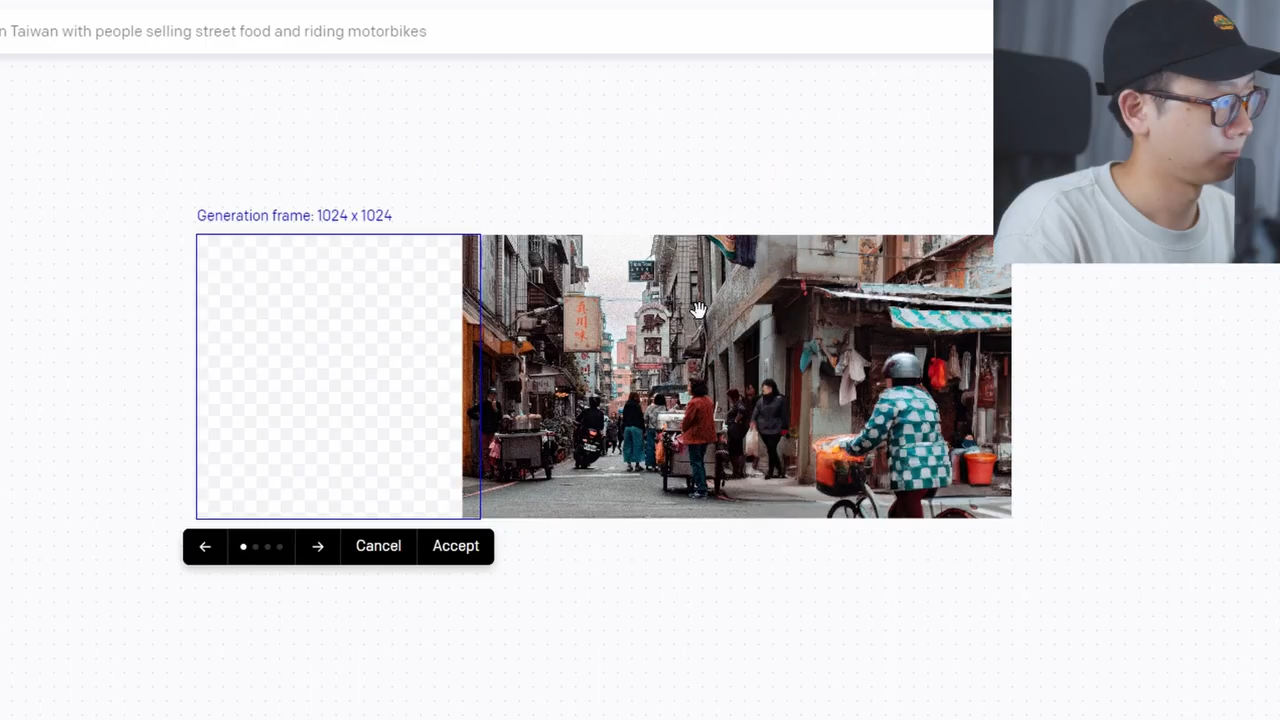 n Taiwan with people selling street food and riding motorbikes
Generation frame: 1024 x 1024
Cancel
Accept